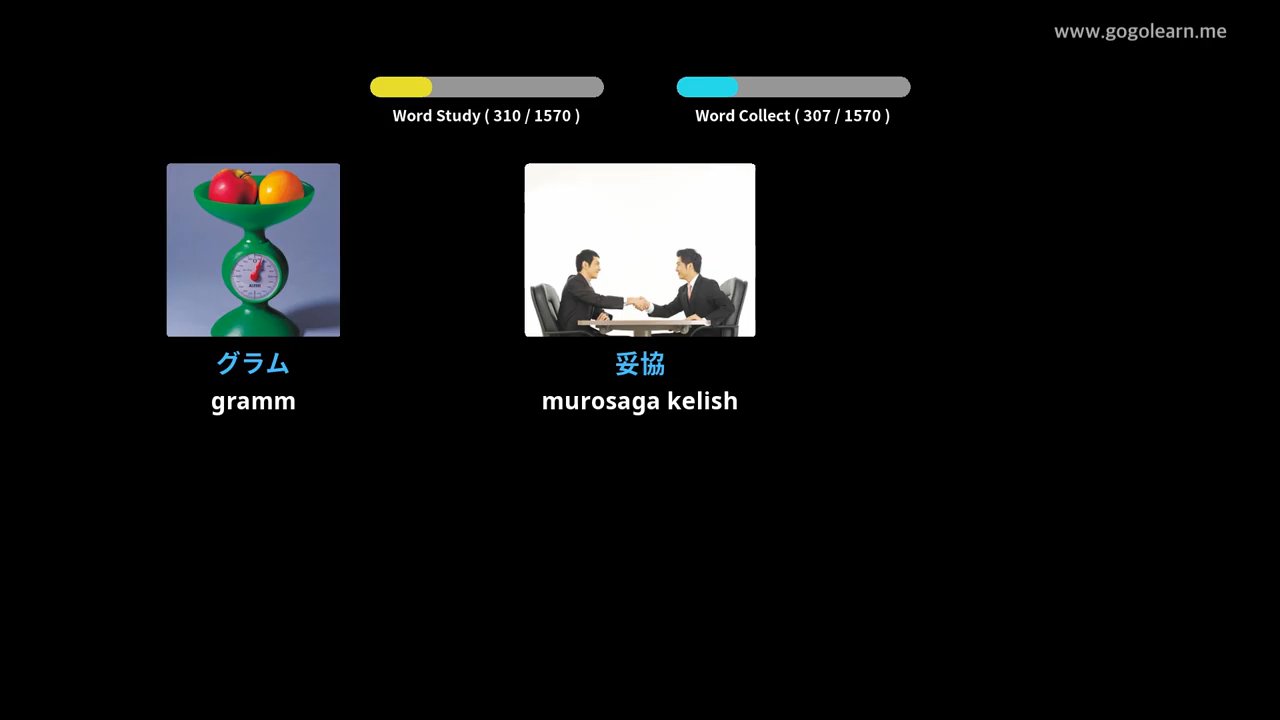 www.gogolearn.me
Word Study ( 310 / 1570 )
Word Collect ( 307 / 1570 )
グラム
gramm
妥協
murosaga kelish